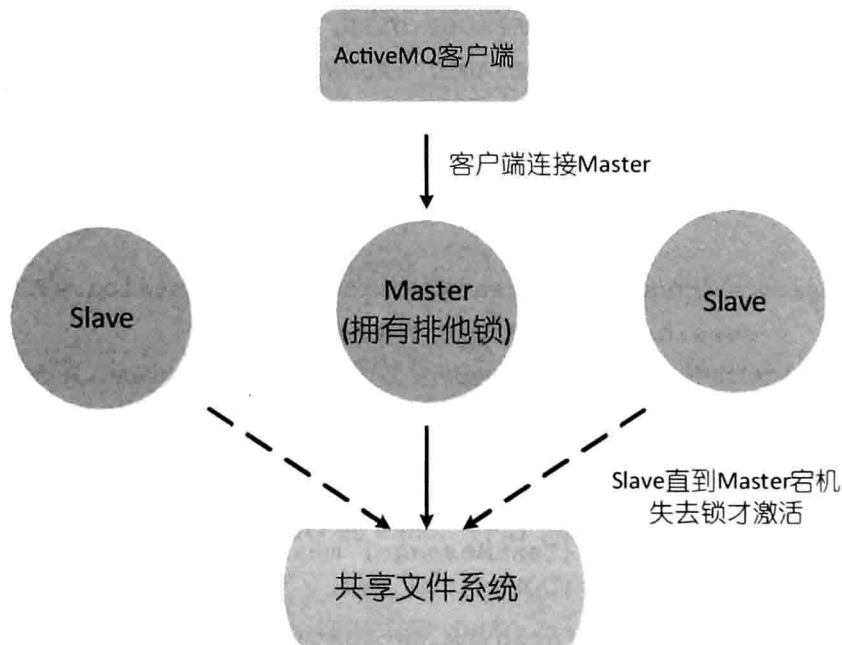 ActiveMQ客户端
客户端连接Master
Slave
Master
(拥有排他锁)
Slave
Slave直到Master宕机
失去锁才激活
共享文件系统